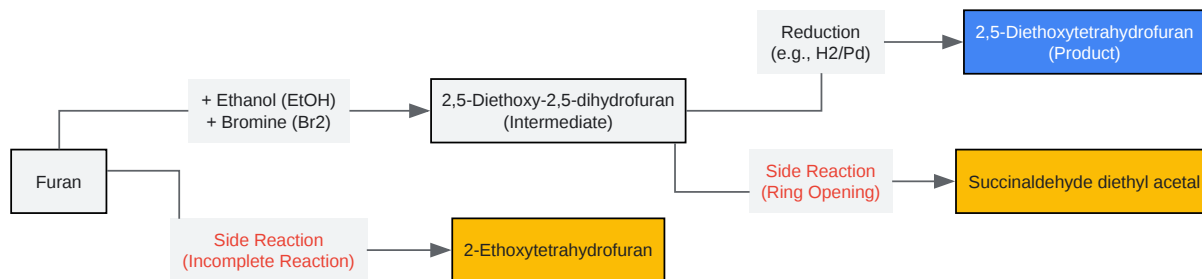 Furan
+ Ethanol (EtOH)
+ Bromine (Br2)
2,5-Diethoxy-2,5-dihydrofuran
(Intermediate)
Reduction
(e.g., H2/Pd)
2,5-Diethoxytetrahydrofuran
(Product)
Side Reaction
(Ring Opening)
Succinaldehyde diethyl acetal
Side Reaction
(Incomplete Reaction)
2-Ethoxytetrahydrofuran